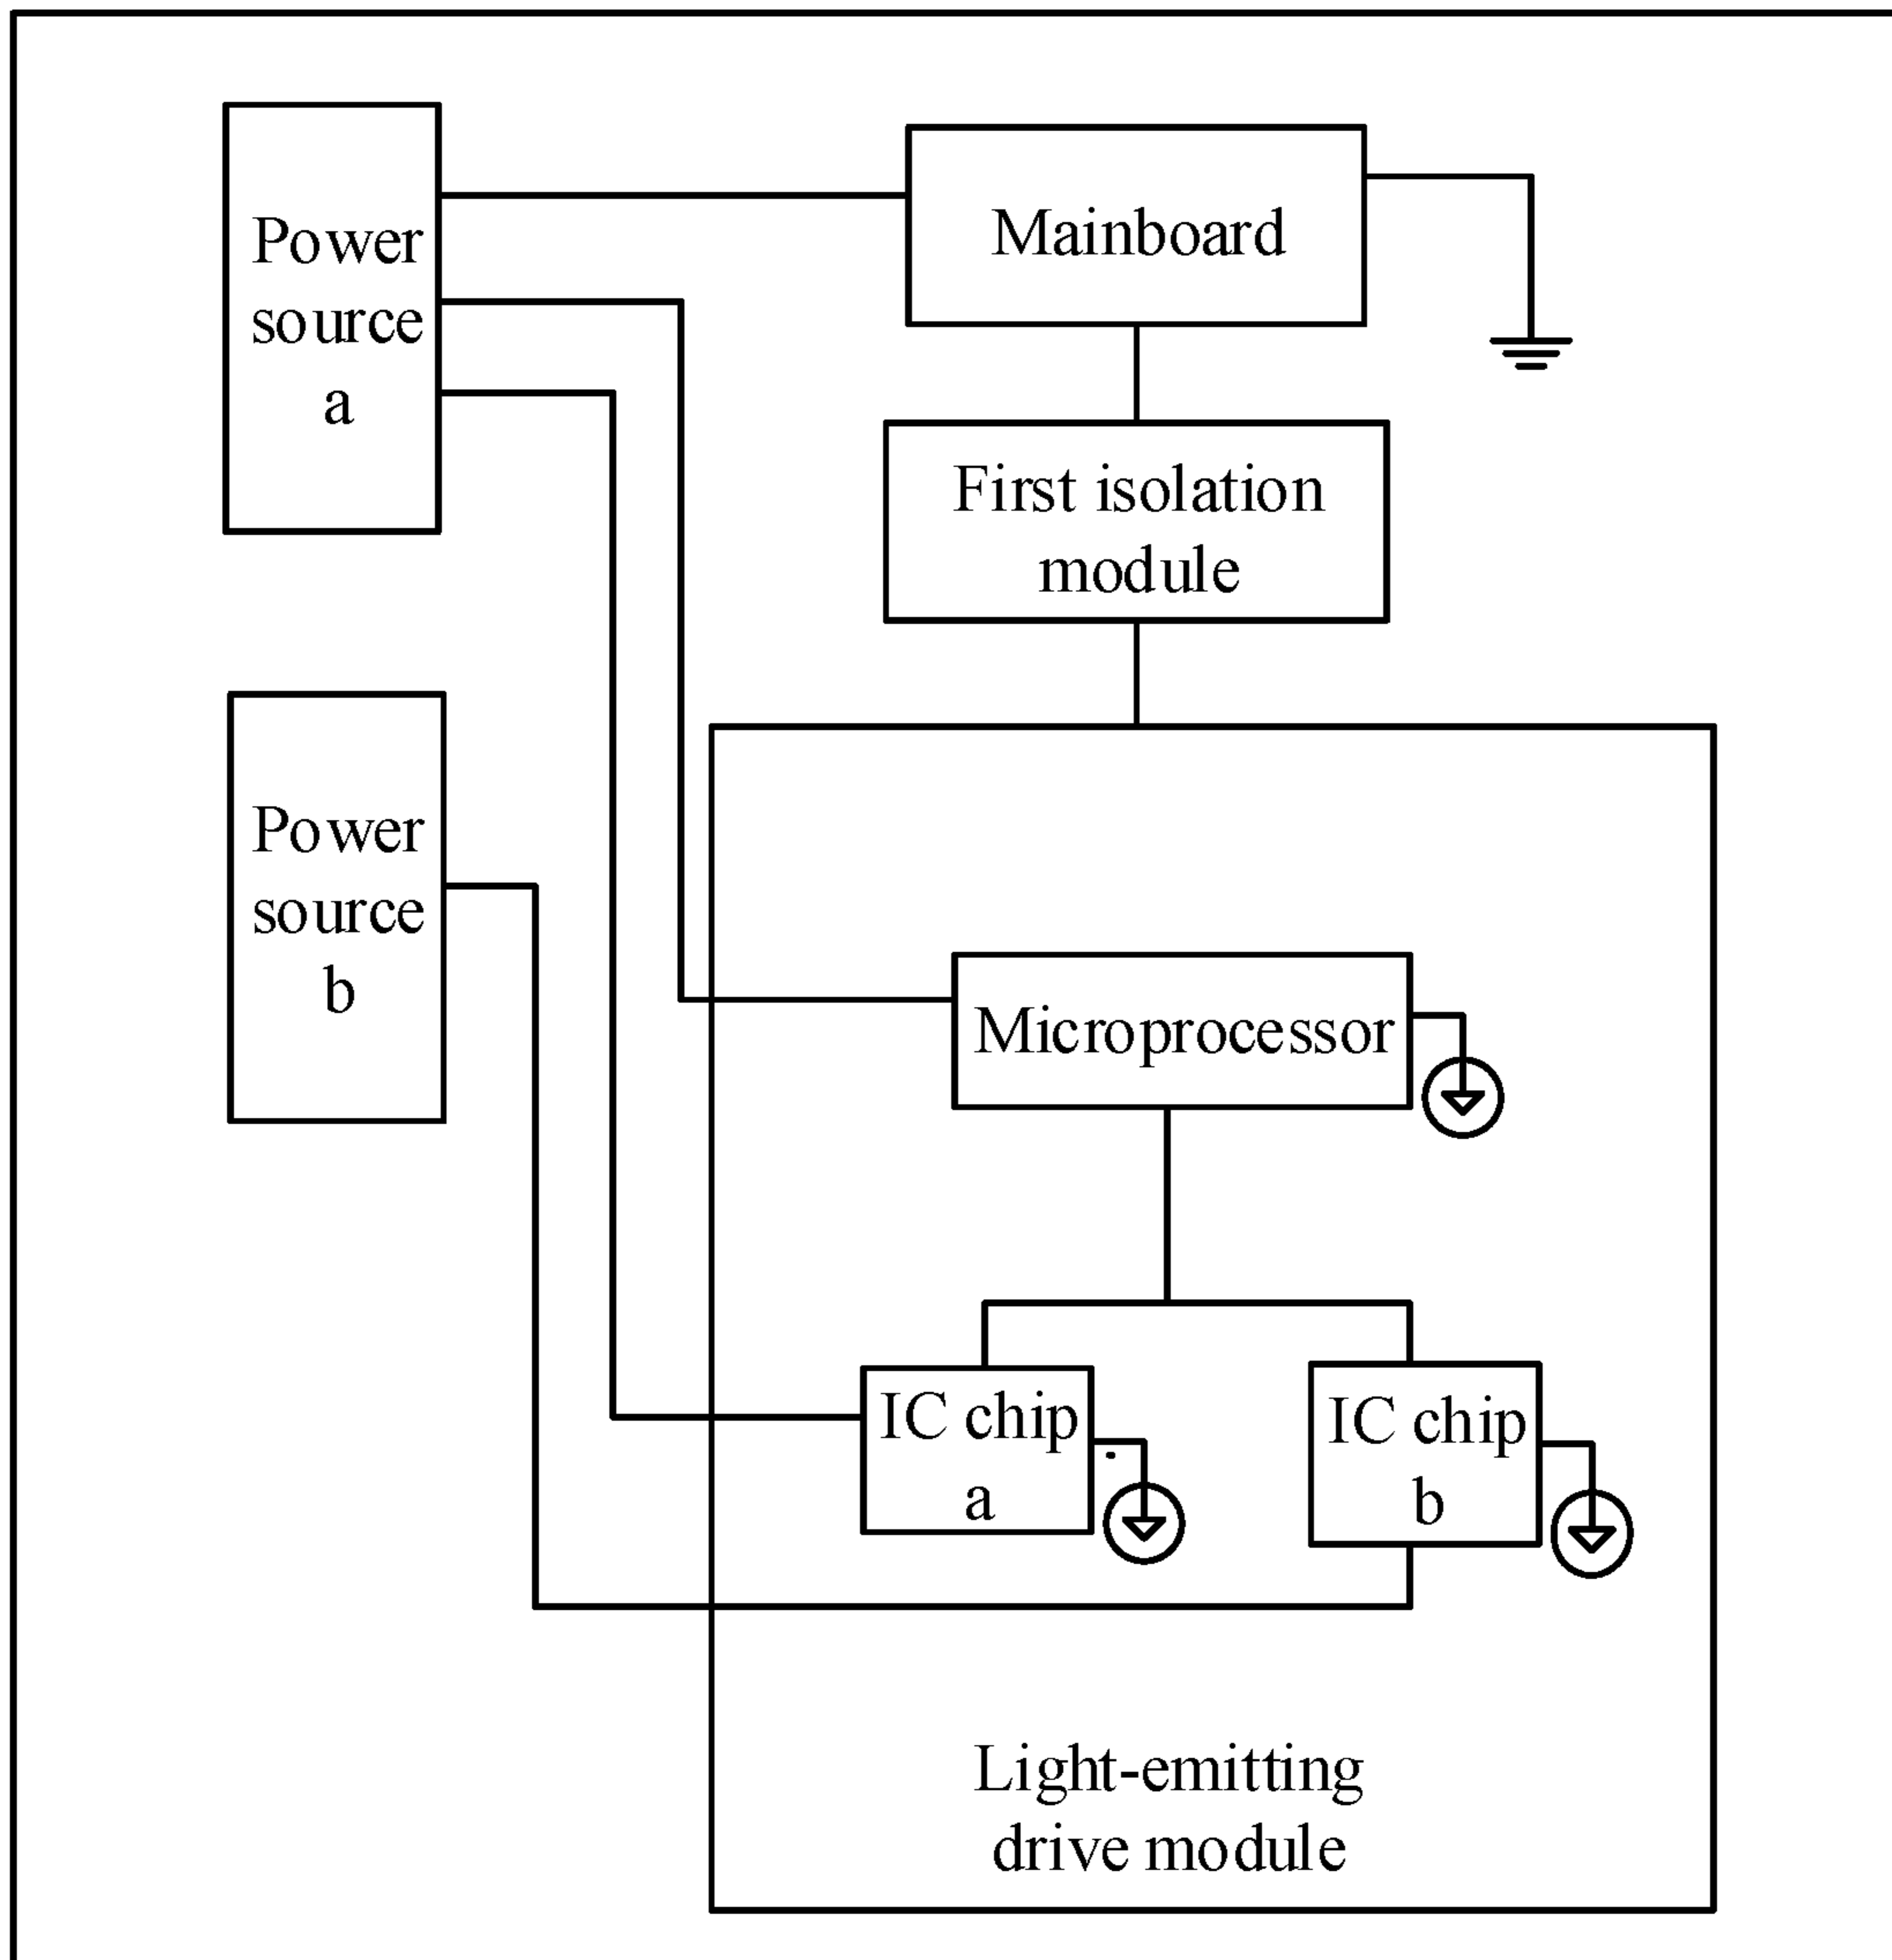 Power
source
a
Mainboard
First isolation
module
Power
source
b
Microprocessor
IC chip
a
IC chip
b
Light-emitting
drive module